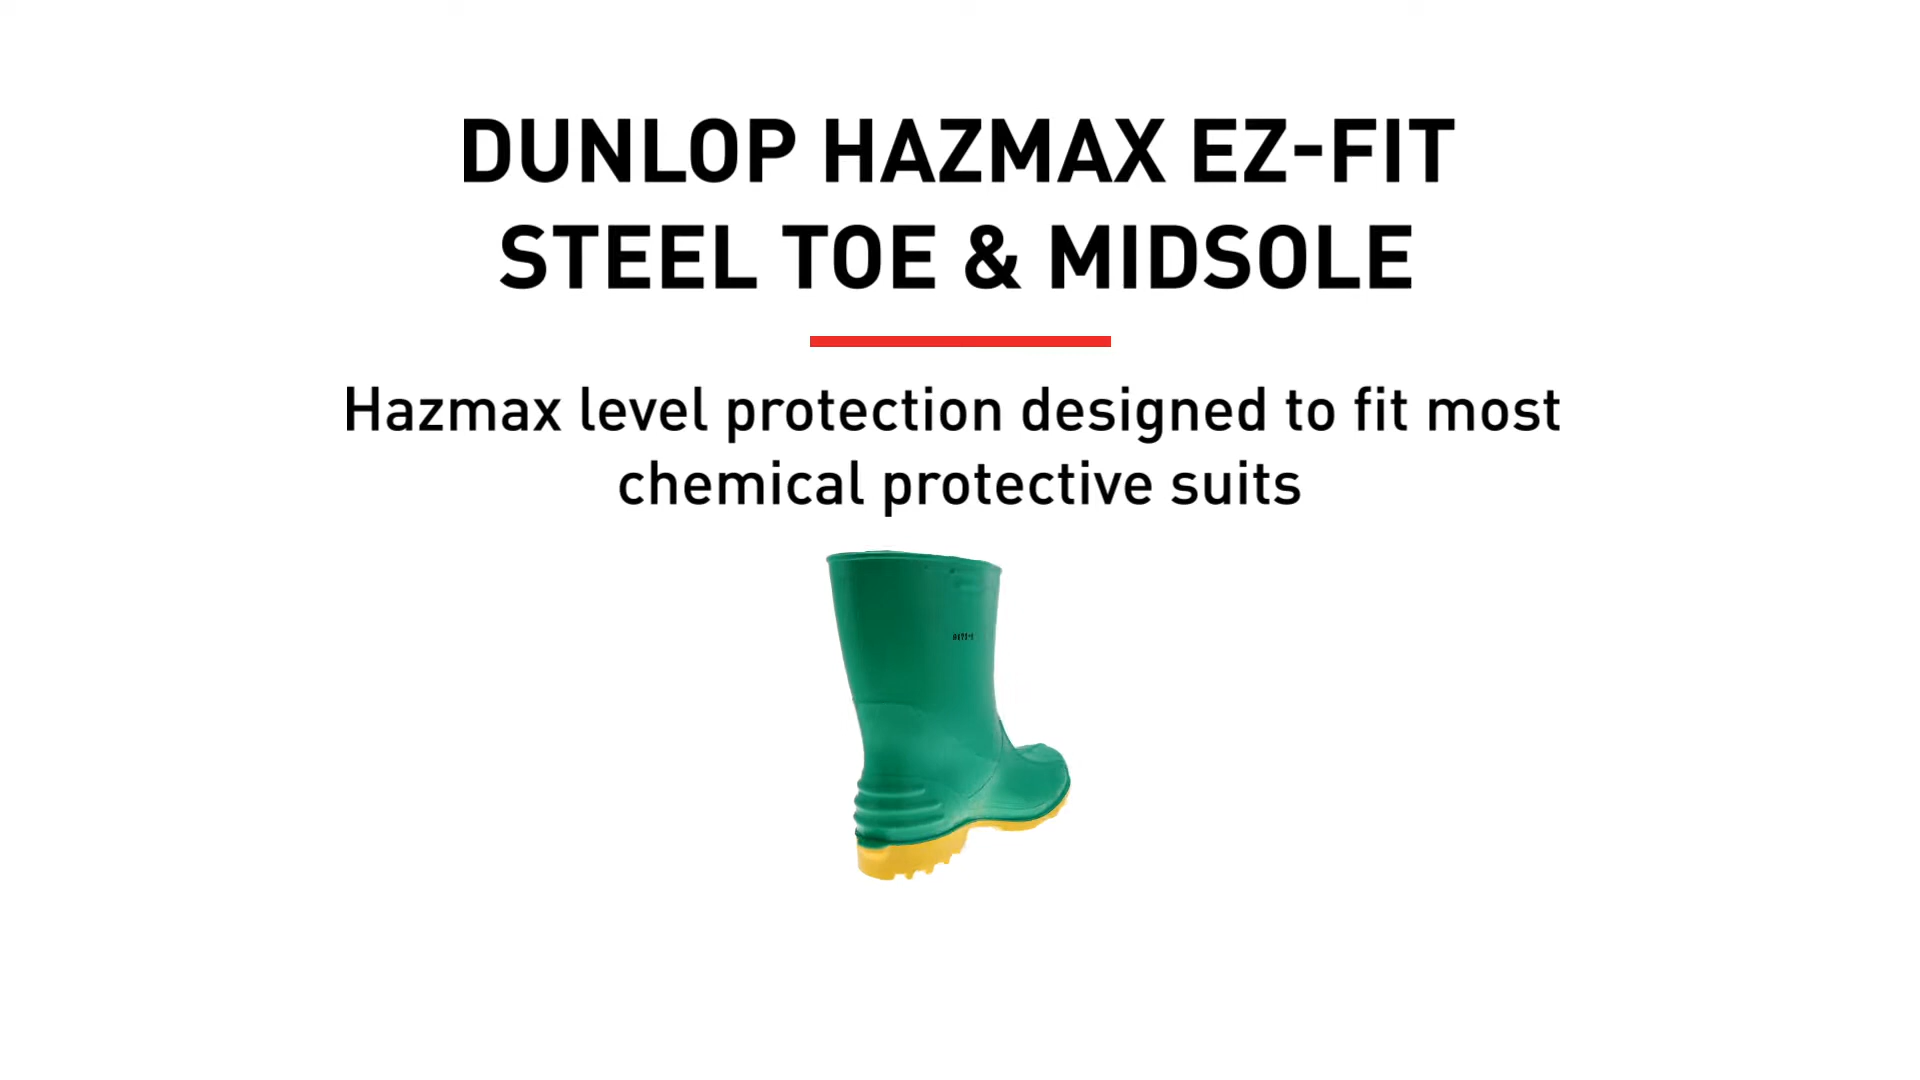 DUNLOP HAZMAX EZ-FIT
STEEL TOE & MIDSOLE
Hazmax level protection designed to fit most
chemical protective suits